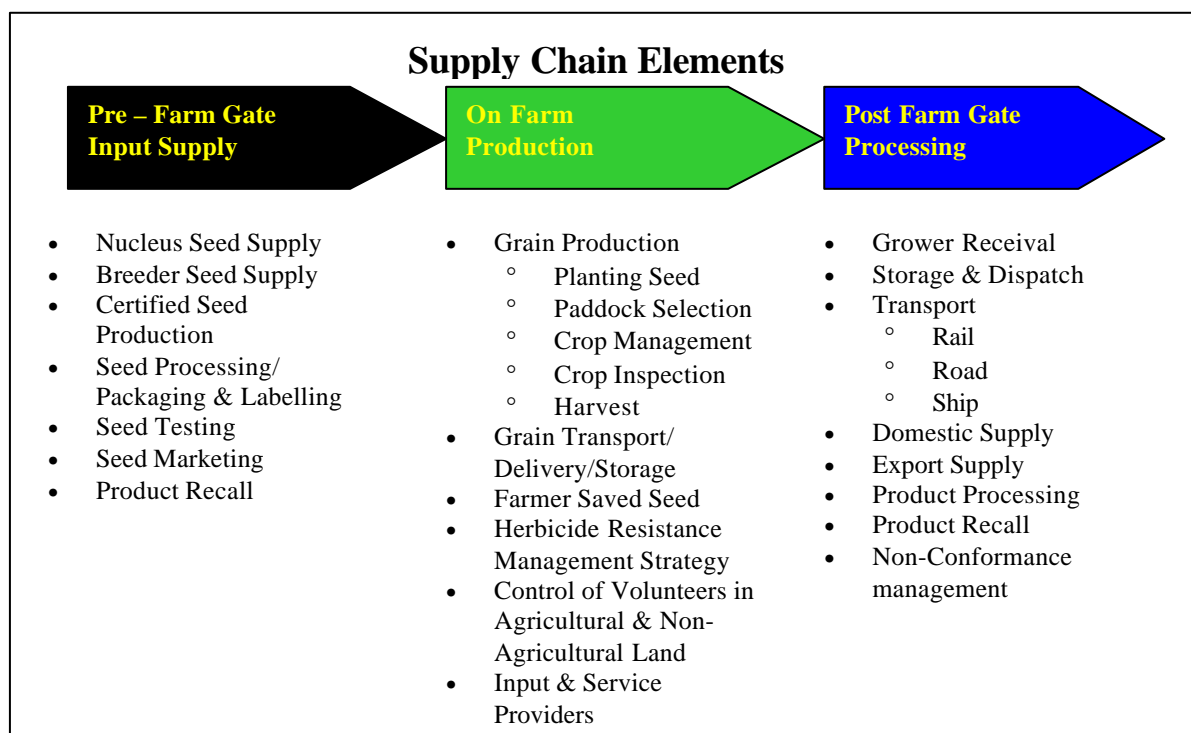 Supply Chain Elements
Pre – Farm Gate
Input Supply
On Farm
Production
Post Farm Gate
Processing
• Nucleus Seed Supply
• Breeder Seed Supply
• Certified Seed
Production
• Seed Processing/
Packaging & Labelling
• Seed Testing
• Seed Marketing
• Product Recall
• Grain Production
° Planting Seed
° Paddock Selection
° Crop Management
° Crop Inspection
° Harvest
• Grain Transport/
Delivery/Storage
• Farmer Saved Seed
• Herbicide Resistance
Management Strategy
• Control of Volunteers in
Agricultural & Non-
Agricultural Land
• Input & Service
Providers
• Grower Receival
• Storage & Dispatch
• Transport
° Rail
° Road
° Ship
• Domestic Supply
• Export Supply
• Product Processing
• Product Recall
• Non-Conformance
management